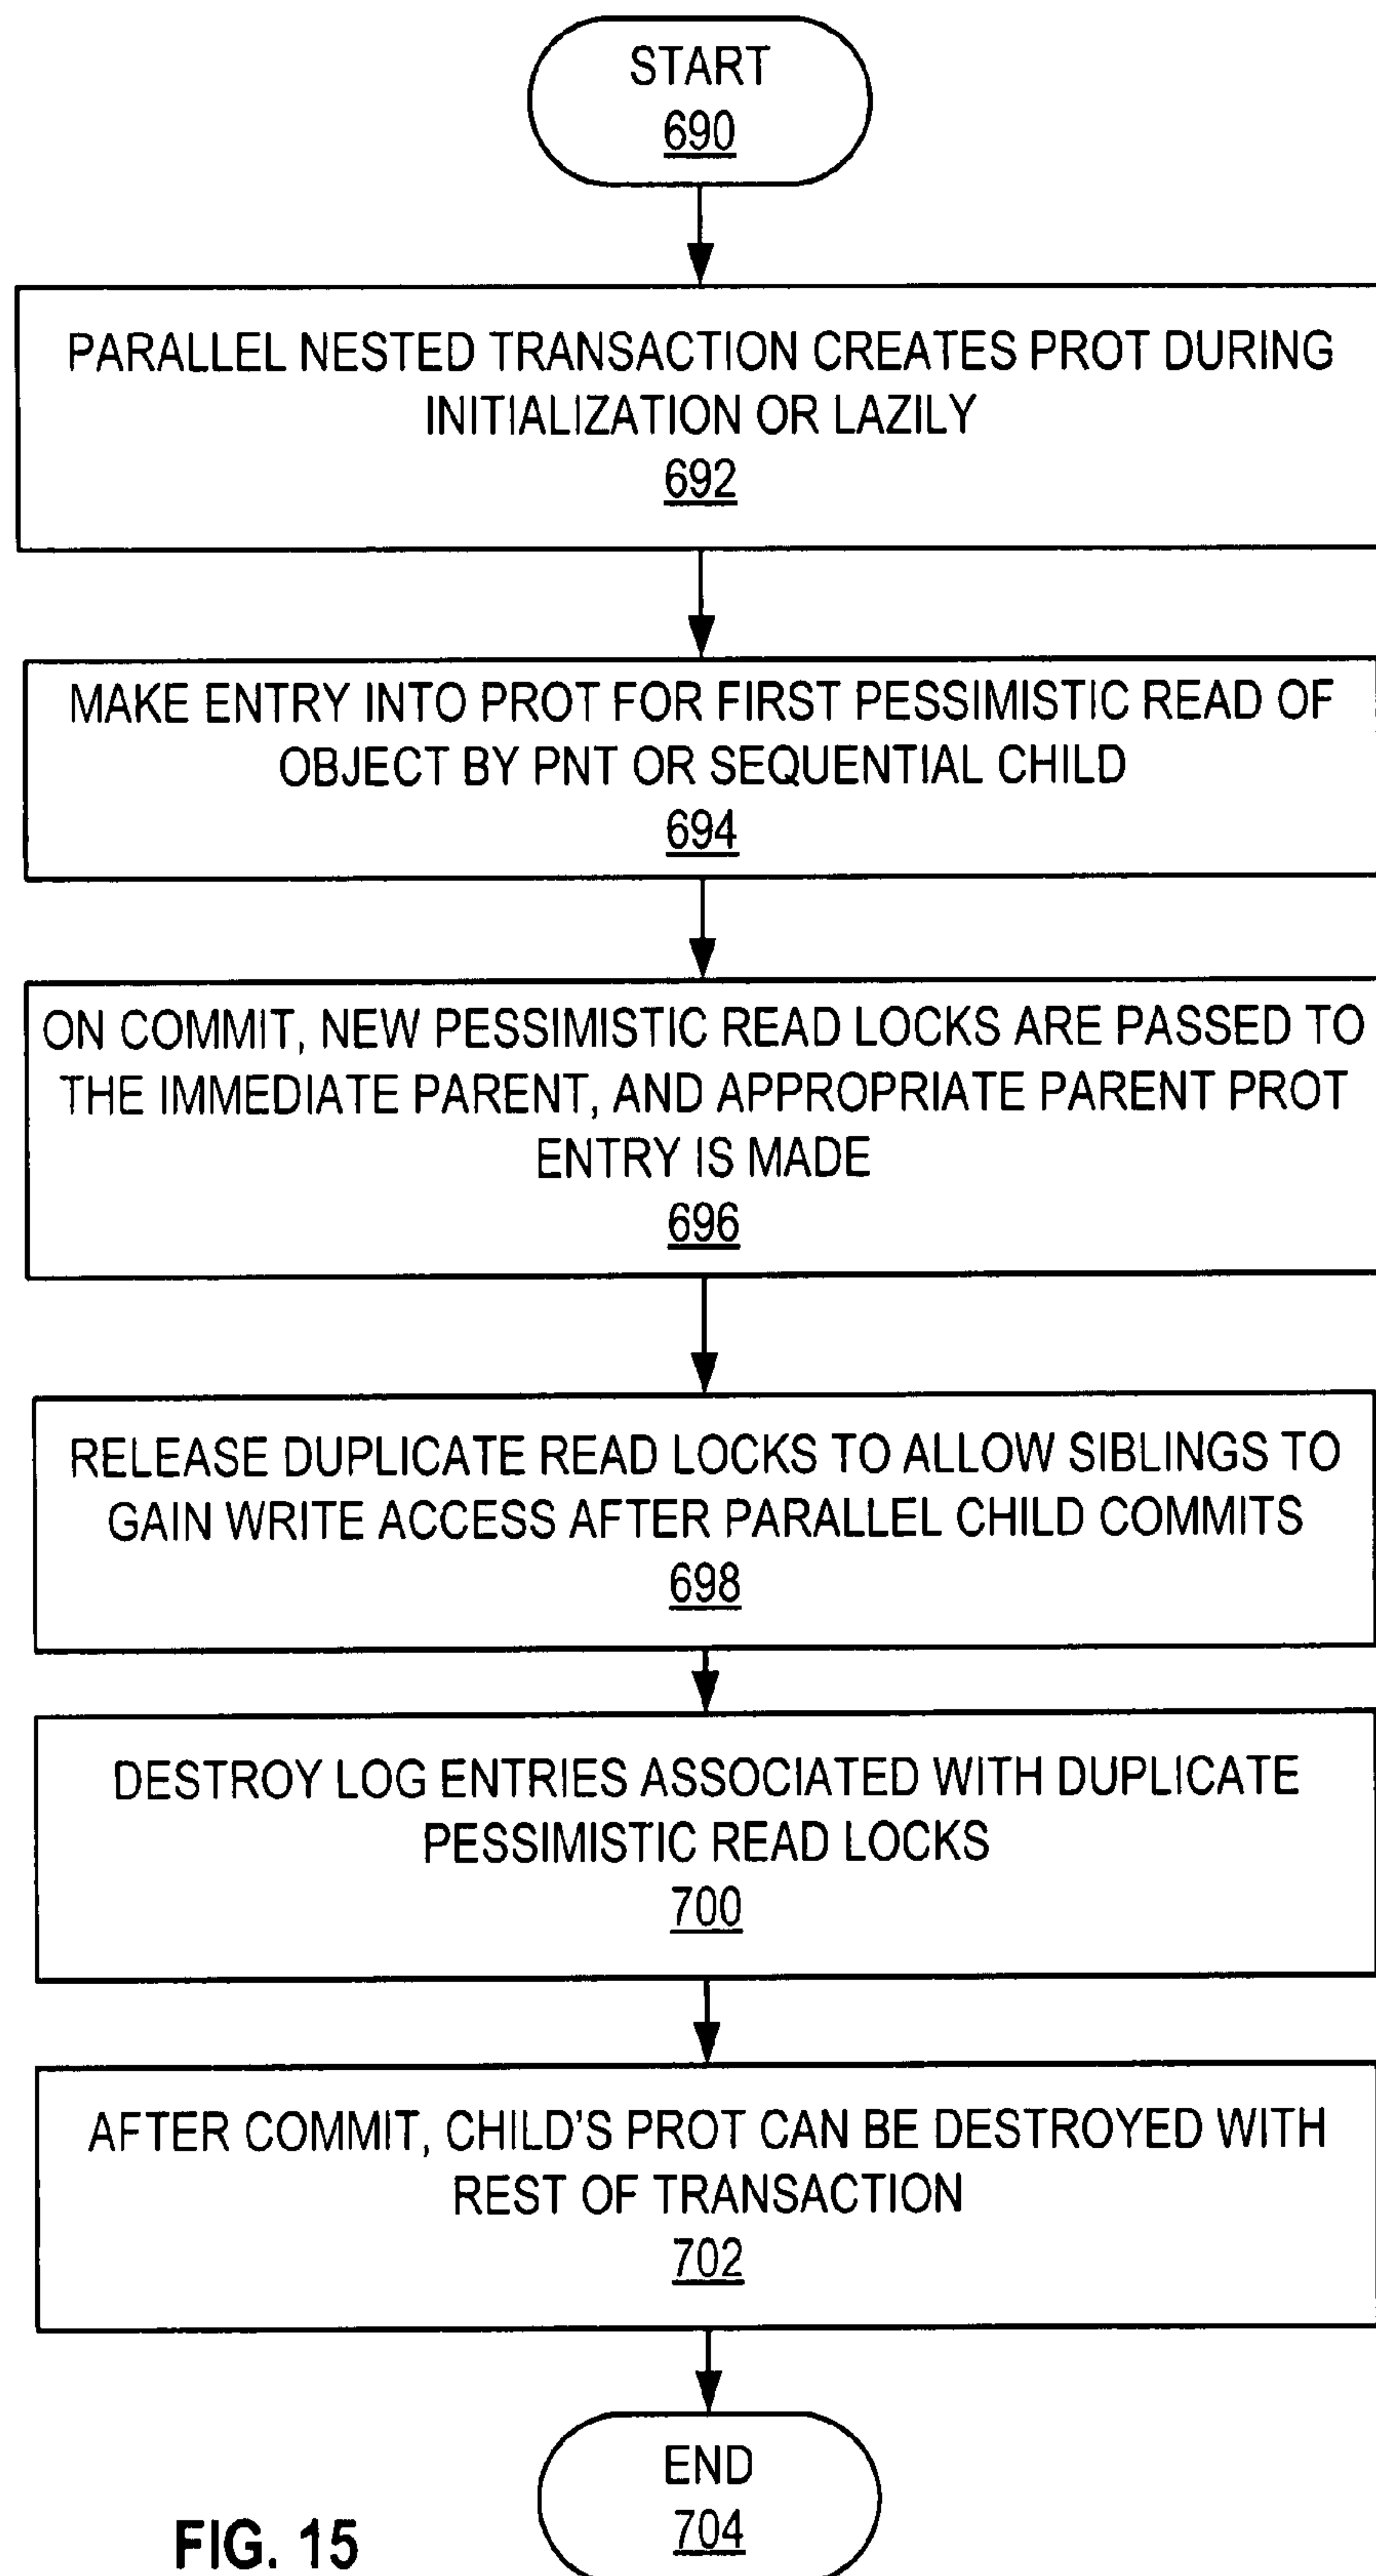 START
690
PARALLEL NESTED TRANSACTION CREATES PROT DURING
INITIALIZATION OR LAZILY
692
MAKE ENTRY INTO PROT FOR FIRST PESSIMISTIC READ OF
OBJECT BY PNT OR SEQUENTIAL CHILD
694
ON COMMIT, NEW PESSIMISTIC READ LOCKS ARE PASSED TO
THE IMMEDIATE PARENT, AND APPROPRIATE PARENT PROT
ENTRY IS MADE
696
RELEASE DUPLICATE READ LOCKS TO ALLOW SIBLINGS TO
GAIN WRITE ACCESS AFTER PARALLEL CHILD COMMITS
698
DESTROY LOG ENTRIES ASSOCIATED WITH DUPLICATE
PESSIMISTIC READ LOCKS
700
AFTER COMMIT, CHILD'S PROT CAN BE DESTROYED WITH
REST OF TRANSACTION
702
END
704
FIG. 15